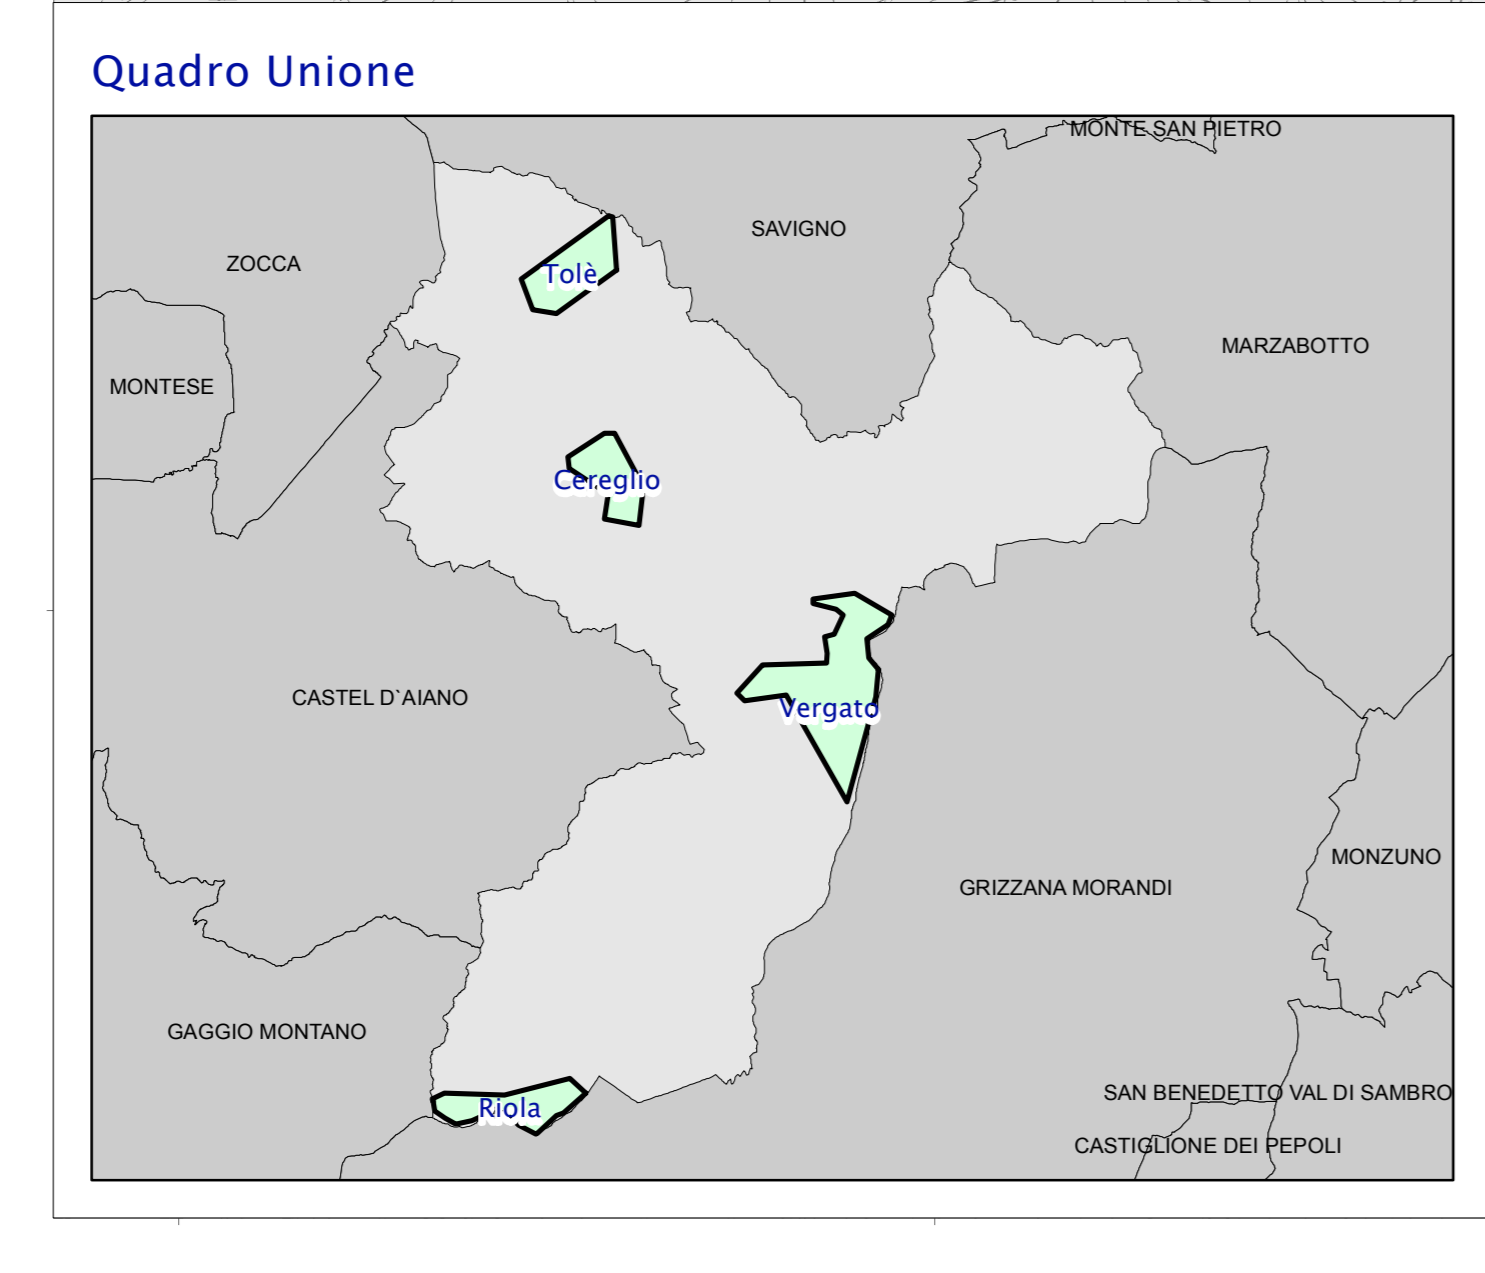 Quadro Unione
MONTE SAN PIETRO
SAVIGNO
ZOCCA
Tolè
MARZABOTTO
MONTESE
Cereglio
CASTEL D`AIANO
Vergato
MONZUNO
GRIZZANA MORANDI
GAGGIO MONTANO
SAN BENEDETTO VAL DI SAMBRO
Riola
CASTIGLIONE DEI PEPOLI